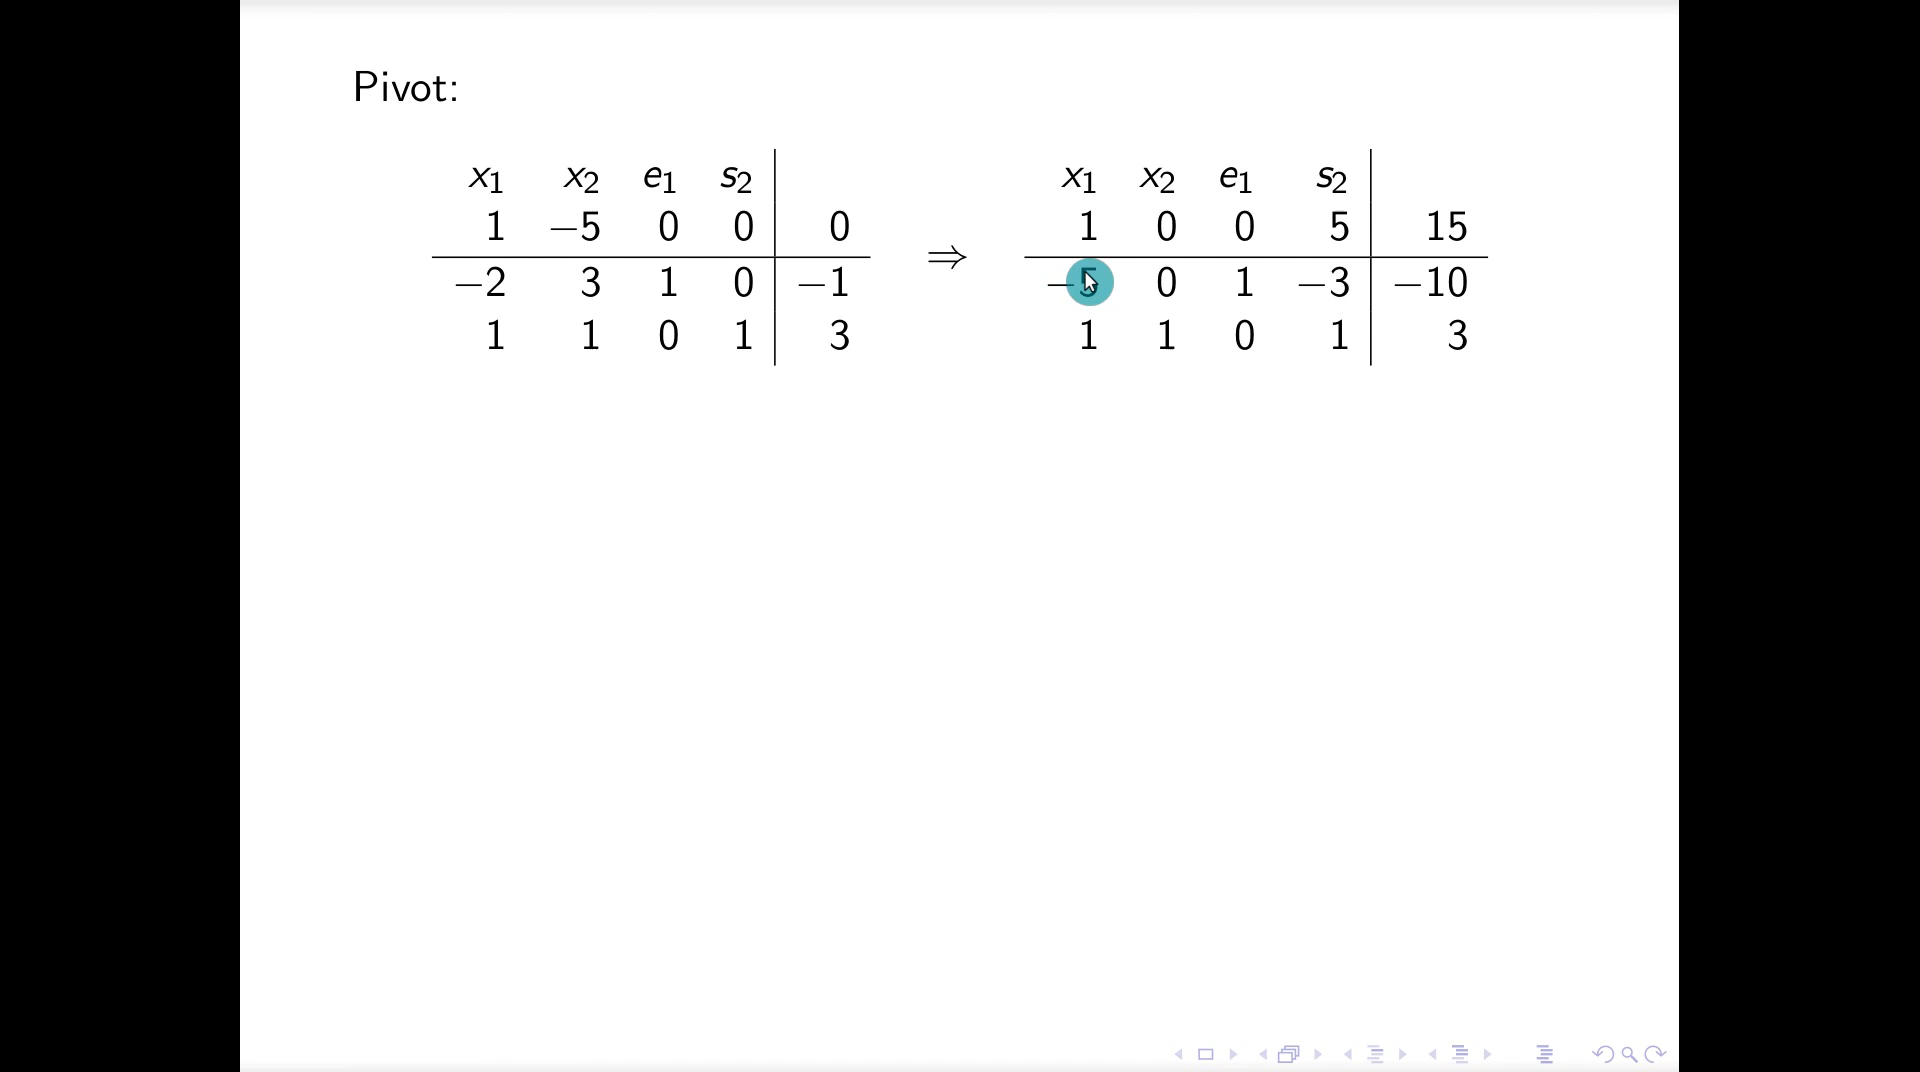 Pivot:
x₁ x₂ e₁ s₂ x₁ x₂ e₁ s₂
1 −5 0 0 0 1 0 0 5 15
⇒
−2 3 1 0 −1 −5 0 1 −3 −10
1 1 0 1 3 1 1 0 1 3